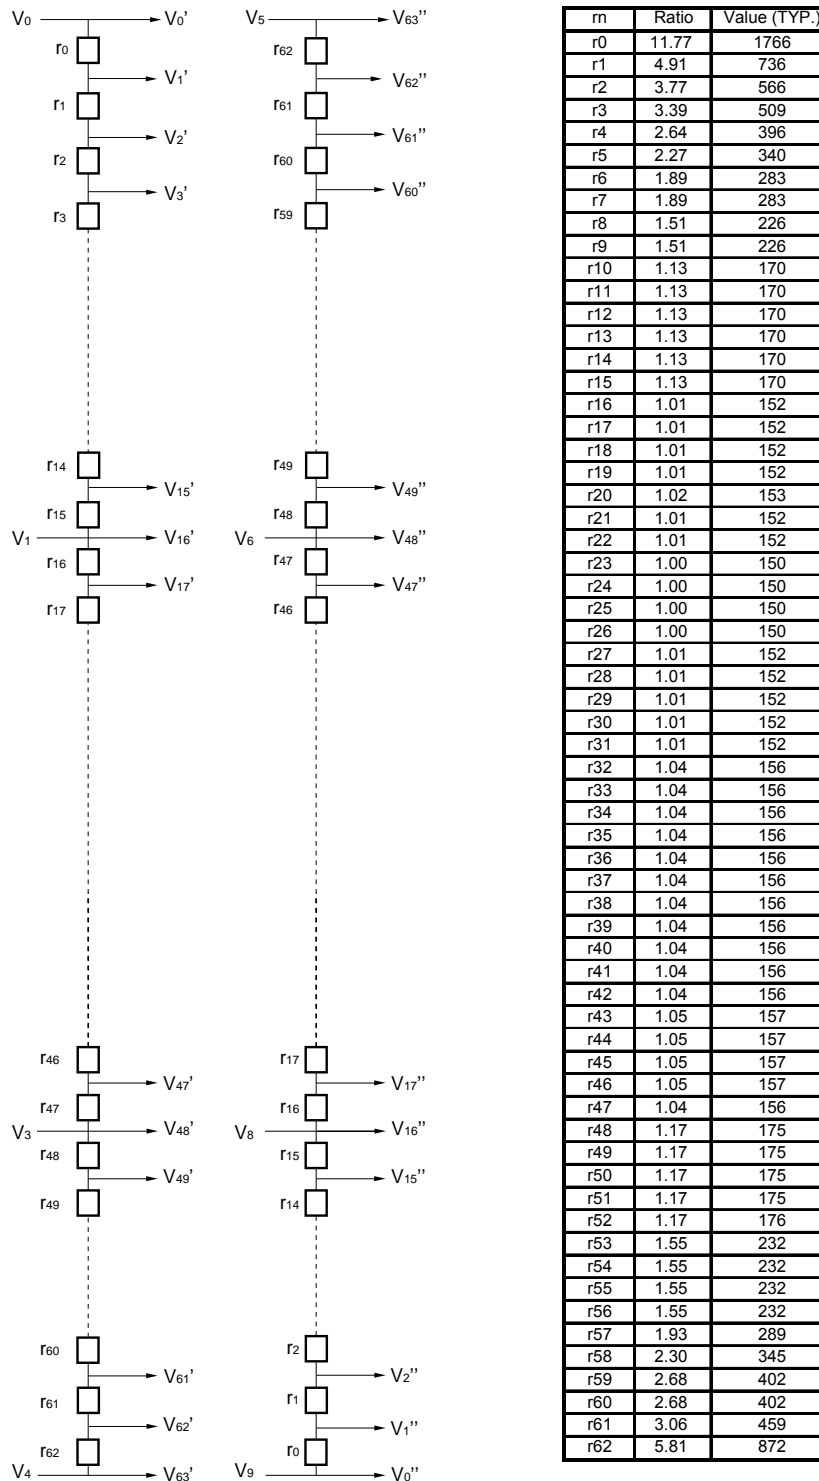 V0 V0’
r0
V1’
r1
V2’
r2
V3’
r3
r14
V15’
r15
V1 V16’
r16
V17’
r17
r46
V47’
r47
V3 V48’
r48
V49’
r49
r60
V61’
r61
V62’
r62
V4 V63’
V5 V63’’
r62
V62’’
r61
V61’’
r60
V60’’
r59
r49
V49’’
r48
V6 V48’’
r47
V47’’
r46
r17
V17’’
r16
V8 V16’’
r15
V15’’
r14
r2
V2’’
r1
V1’’
r0
V9 V0’’
rn Ratio Value (TYP.)
r0 11.77 1766
r1 4.91 736
r2 3.77 566
r3 3.39 509
r4 2.64 396
r5 2.27 340
r6 1.89 283
r7 1.89 283
r8 1.51 226
r9 1.51 226
r10 1.13 170
r11 1.13 170
r12 1.13 170
r13 1.13 170
r14 1.13 170
r15 1.13 170
r16 1.01 152
r17 1.01 152
r18 1.01 152
r19 1.01 152
r20 1.02 153
r21 1.01 152
r22 1.01 152
r23 1.00 150
r24 1.00 150
r25 1.00 150
r26 1.00 150
r27 1.01 152
r28 1.01 152
r29 1.01 152
r30 1.01 152
r31 1.01 152
r32 1.04 156
r33 1.04 156
r34 1.04 156
r35 1.04 156
r36 1.04 156
r37 1.04 156
r38 1.04 156
r39 1.04 156
r40 1.04 156
r41 1.04 156
r42 1.04 156
r43 1.05 157
r44 1.05 157
r45 1.05 157
r46 1.05 157
r47 1.04 156
r48 1.17 175
r49 1.17 175
r50 1.17 175
r51 1.17 175
r52 1.17 176
r53 1.55 232
r54 1.55 232
r55 1.55 232
r56 1.55 232
r57 1.93 289
r58 2.30 345
r59 2.68 402
r60 2.68 402
r61 3.06 459
r62 5.81 872